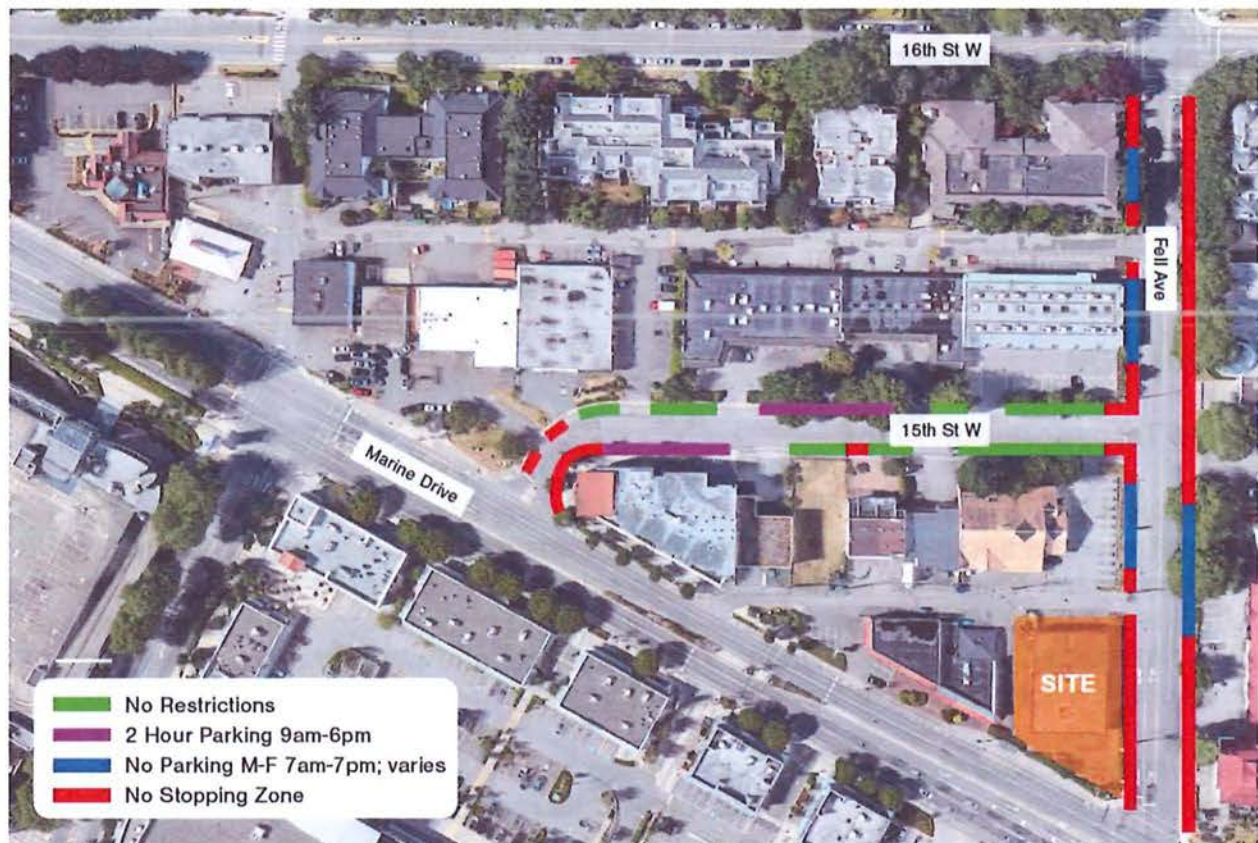 16th St W
Fell Ave
15th St W
Marine Drive
SITE
No Restrictions
2 Hour Parking 9am-6pm
No Parking M-F 7am-7pm; varies
No Stopping Zone